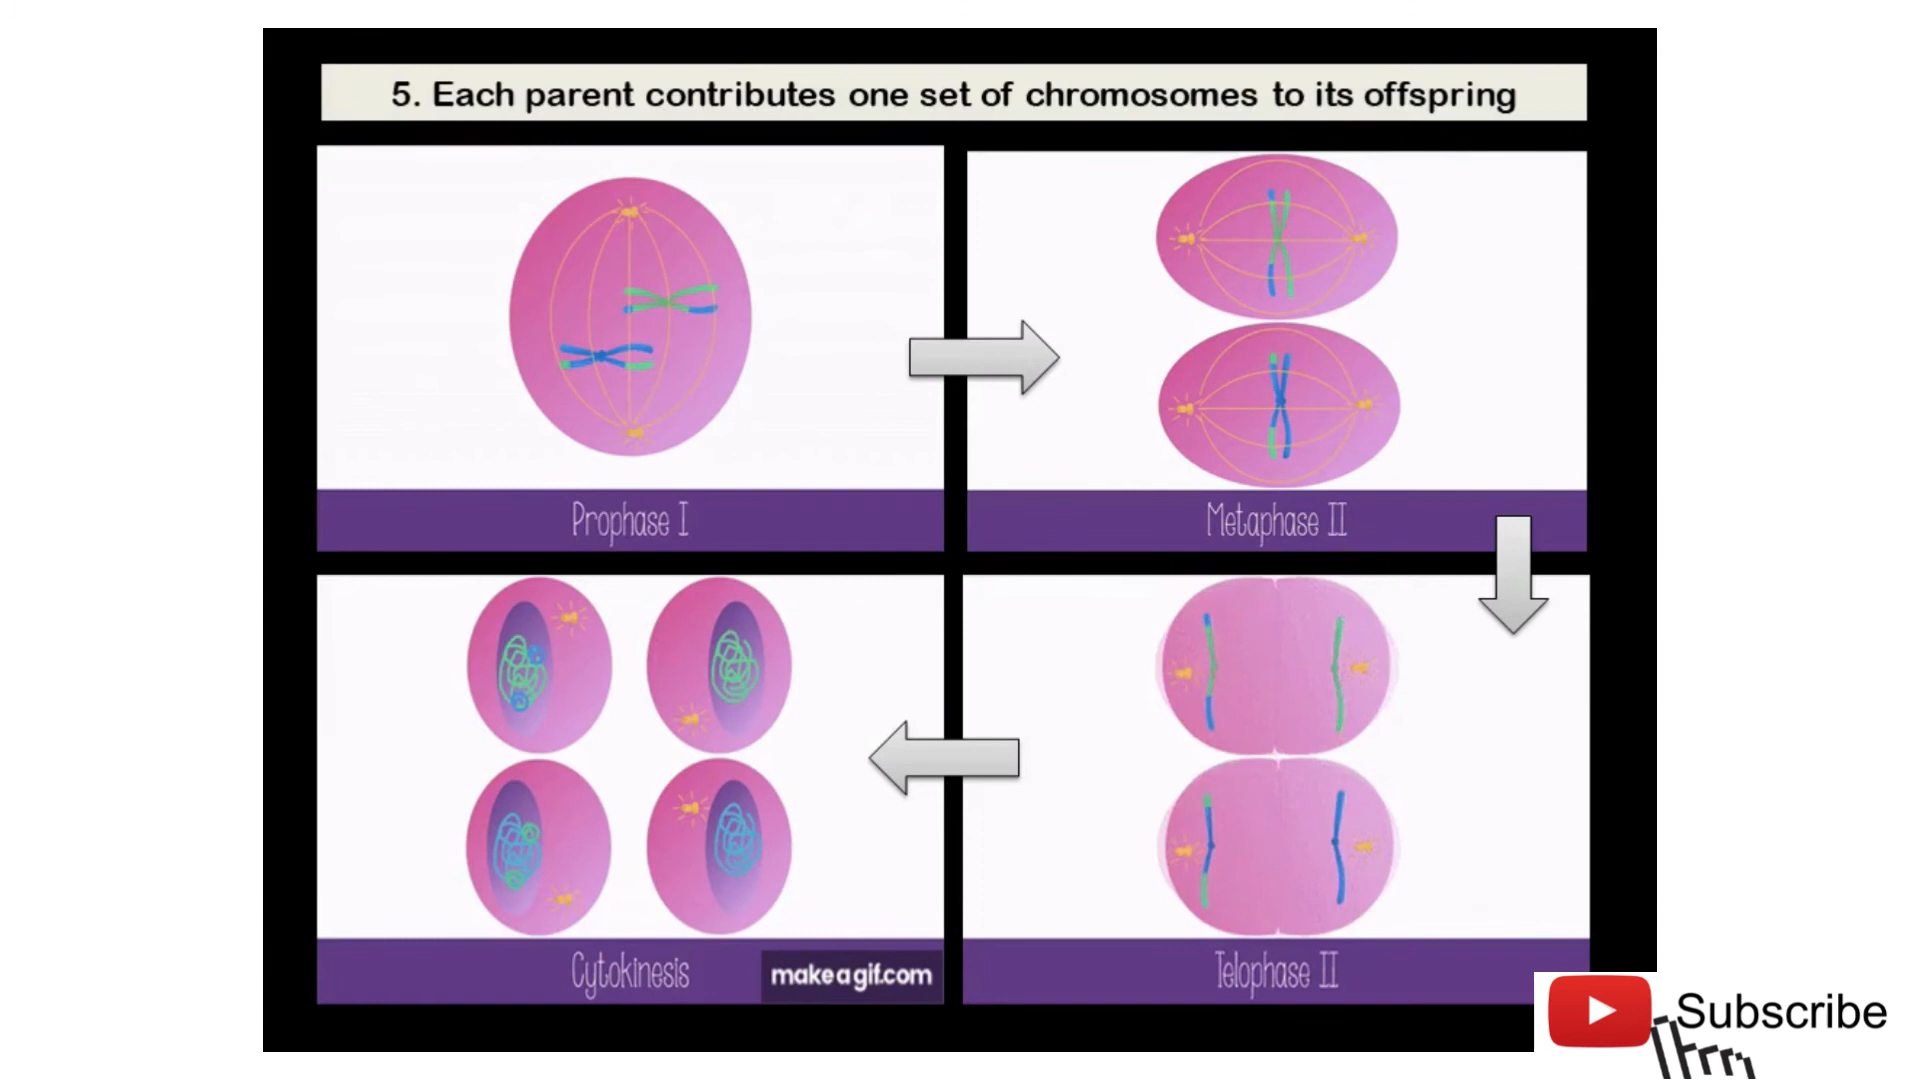 5. Each parent contributes one set of chromosomes to its offspring
Prophase I
Metaphase II
Cytokinesis
makeagif.com
Telophase II
Subscribe